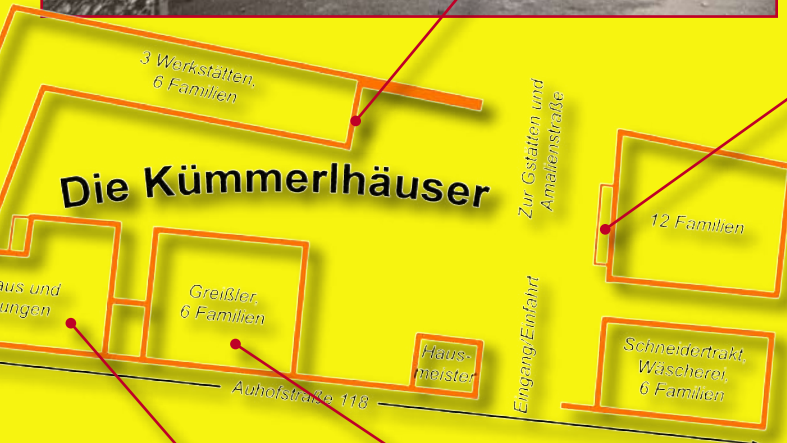 3 Werkstätten,
6 Familien
Zur Gstätten und
Amalienstraße
Die Kümmerlhäuser
12 Familien
aus und
ungen
Greißler,
6 Familien
Haus-
meister
Eingang/Einfahrt
Schneidertrakt,
Wäscherei,
6 Familien
Auhofstraße 118